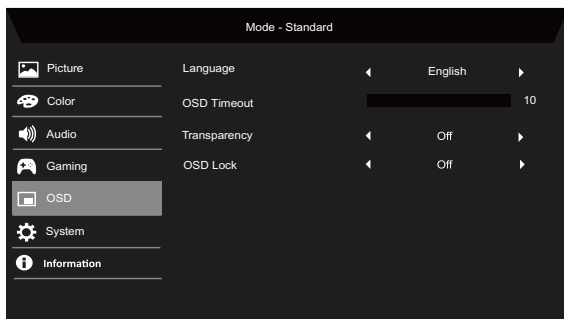 Mode - Standard
Picture
Color
Audio
Gaming
OSD
System
Information
Language English
OSD Timeout 10
Transparency Off
OSD Lock Off